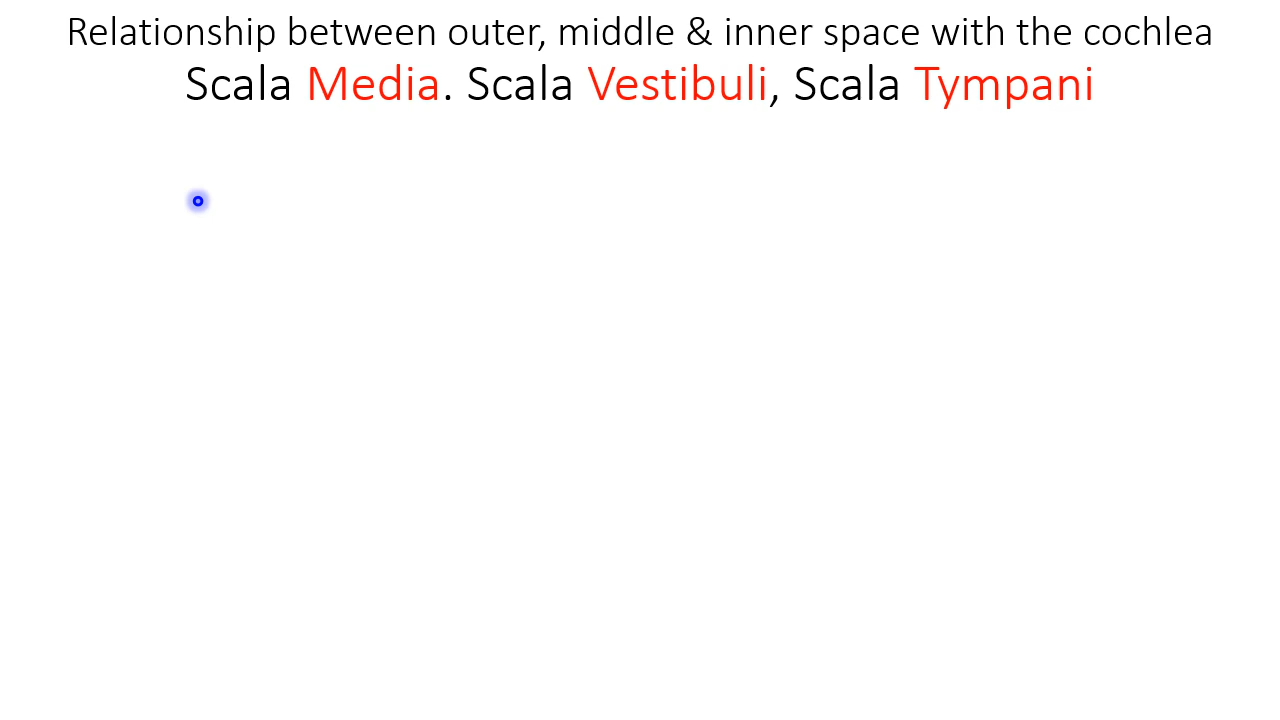 Relationship between outer, middle & inner space with the cochlea
Scala Media. Scala Vestibuli, Scala Tympani